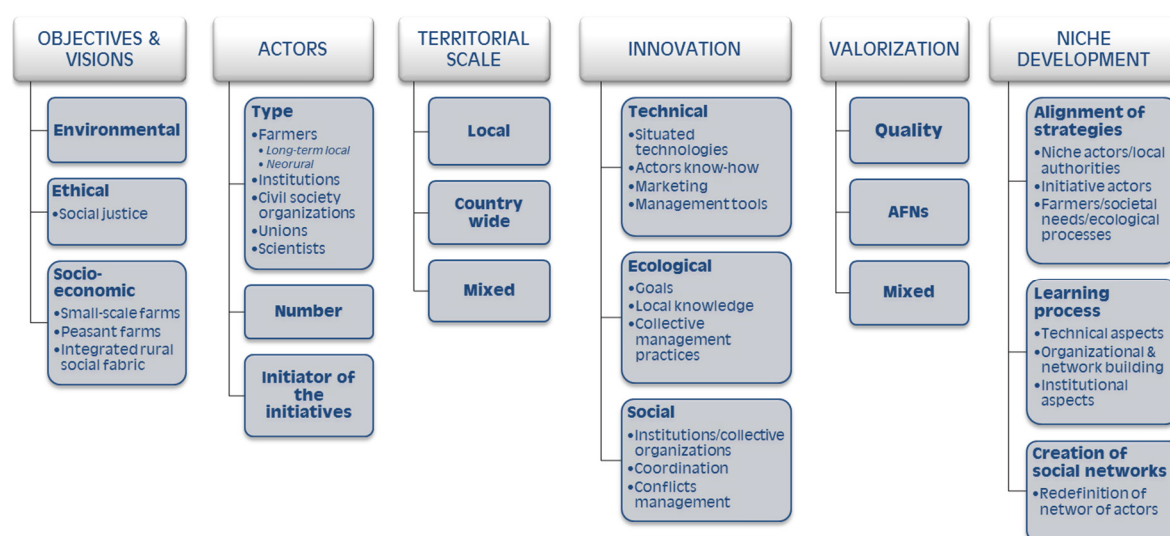 OBJECTIVES &
VISIONS
Environmental
Ethical
•Social justice
Socio-
economic
•Small-scale farms
•Peasant farms
•Integrated rural
social fabric
ACTORS
Type
•Farmers
•Long-term local
•Neorural
•Institutions
•Civil society
organizations
•Unions
•Scientists
Number
Initiator of
the
initiatives
TERRITORIAL
SCALE
Local
Country
wide
Mixed
INNOVATION
Technical
•Situated
technologies
•Actors know-how
•Marketing
•Management tools
Ecological
•Goals
•Local knowledge
•Collective
management
practices
Social
•Institutions/collective
organizations
•Coordination
•Conflicts
management
VALORIZATION
Quality
AFNs
Mixed
NICHE
DEVELOPMENT
Alignment of
strategies
•Niche actors/local
authorities
•Initiative actors
•Farmers/societal
needs/ecological
processes
Learning
process
•Technical aspects
•Organizational &
network building
•Institutional
aspects
Creation of
social networks
•Redefinition of
networ of actors